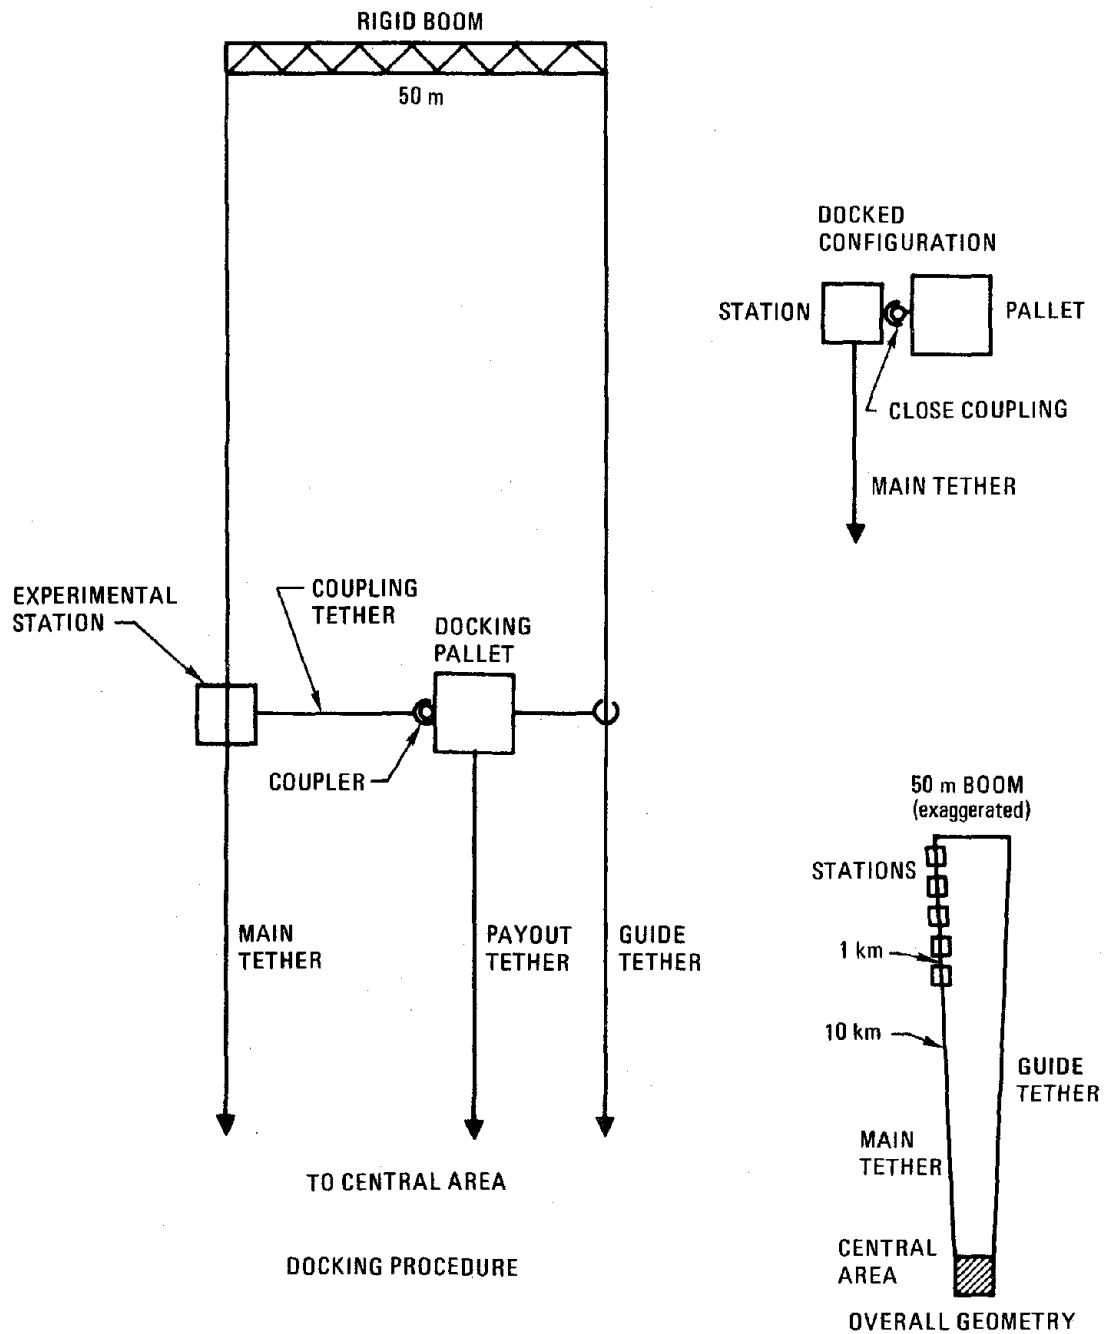 RIGID BOOM
50 m
DOCKED
CONFIGURATION
STATION
PALLET
CLOSE COUPLING
MAIN TETHER
EXPERIMENTAL
STATION
COUPLING
TETHER
DOCKING
PALLET
COUPLER
MAIN
TETHER
PAYOUT
TETHER
GUIDE
TETHER
TO CENTRAL AREA
DOCKING PROCEDURE
50 m BOOM
(exaggerated)
STATIONS
1 km
10 km
GUIDE
TETHER
MAIN
TETHER
CENTRAL
AREA
OVERALL GEOMETRY